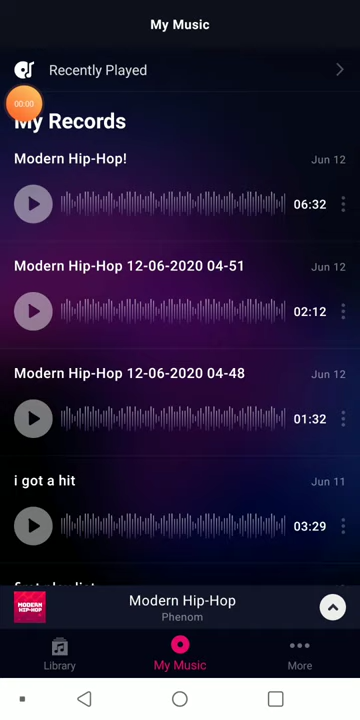 My Music
Recently Played
00:00
My Records
Modern Hip-Hop!
Jun 12
06:32
Modern Hip-Hop 12-06-2020 04-51
Jun 12
02:12
Modern Hip-Hop 12-06-2020 04-48
Jun 12
01:32
i got a hit
Jun 11
03:29
first playlist
MODERN
HIP-HOP
Modern Hip-Hop
Phenom
Library
My Music
More